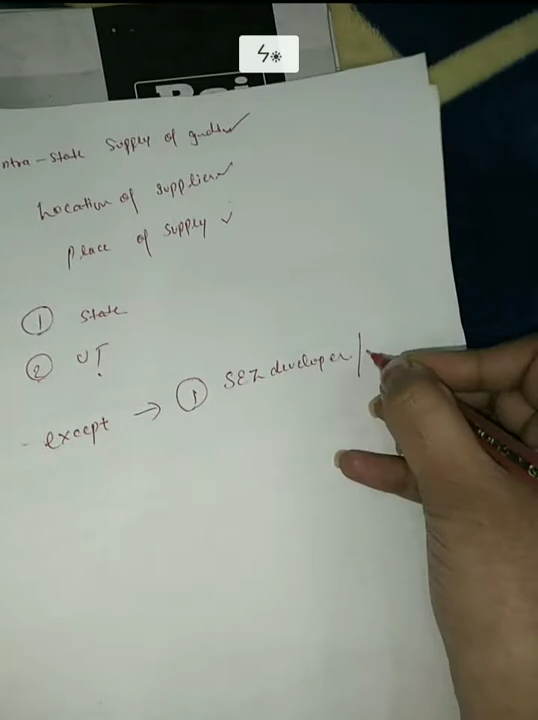 ntra-state supply of goods ✓
Location of supplier ✓
place of supply ✓
① state
② UT
- except → ① SEZ developer/